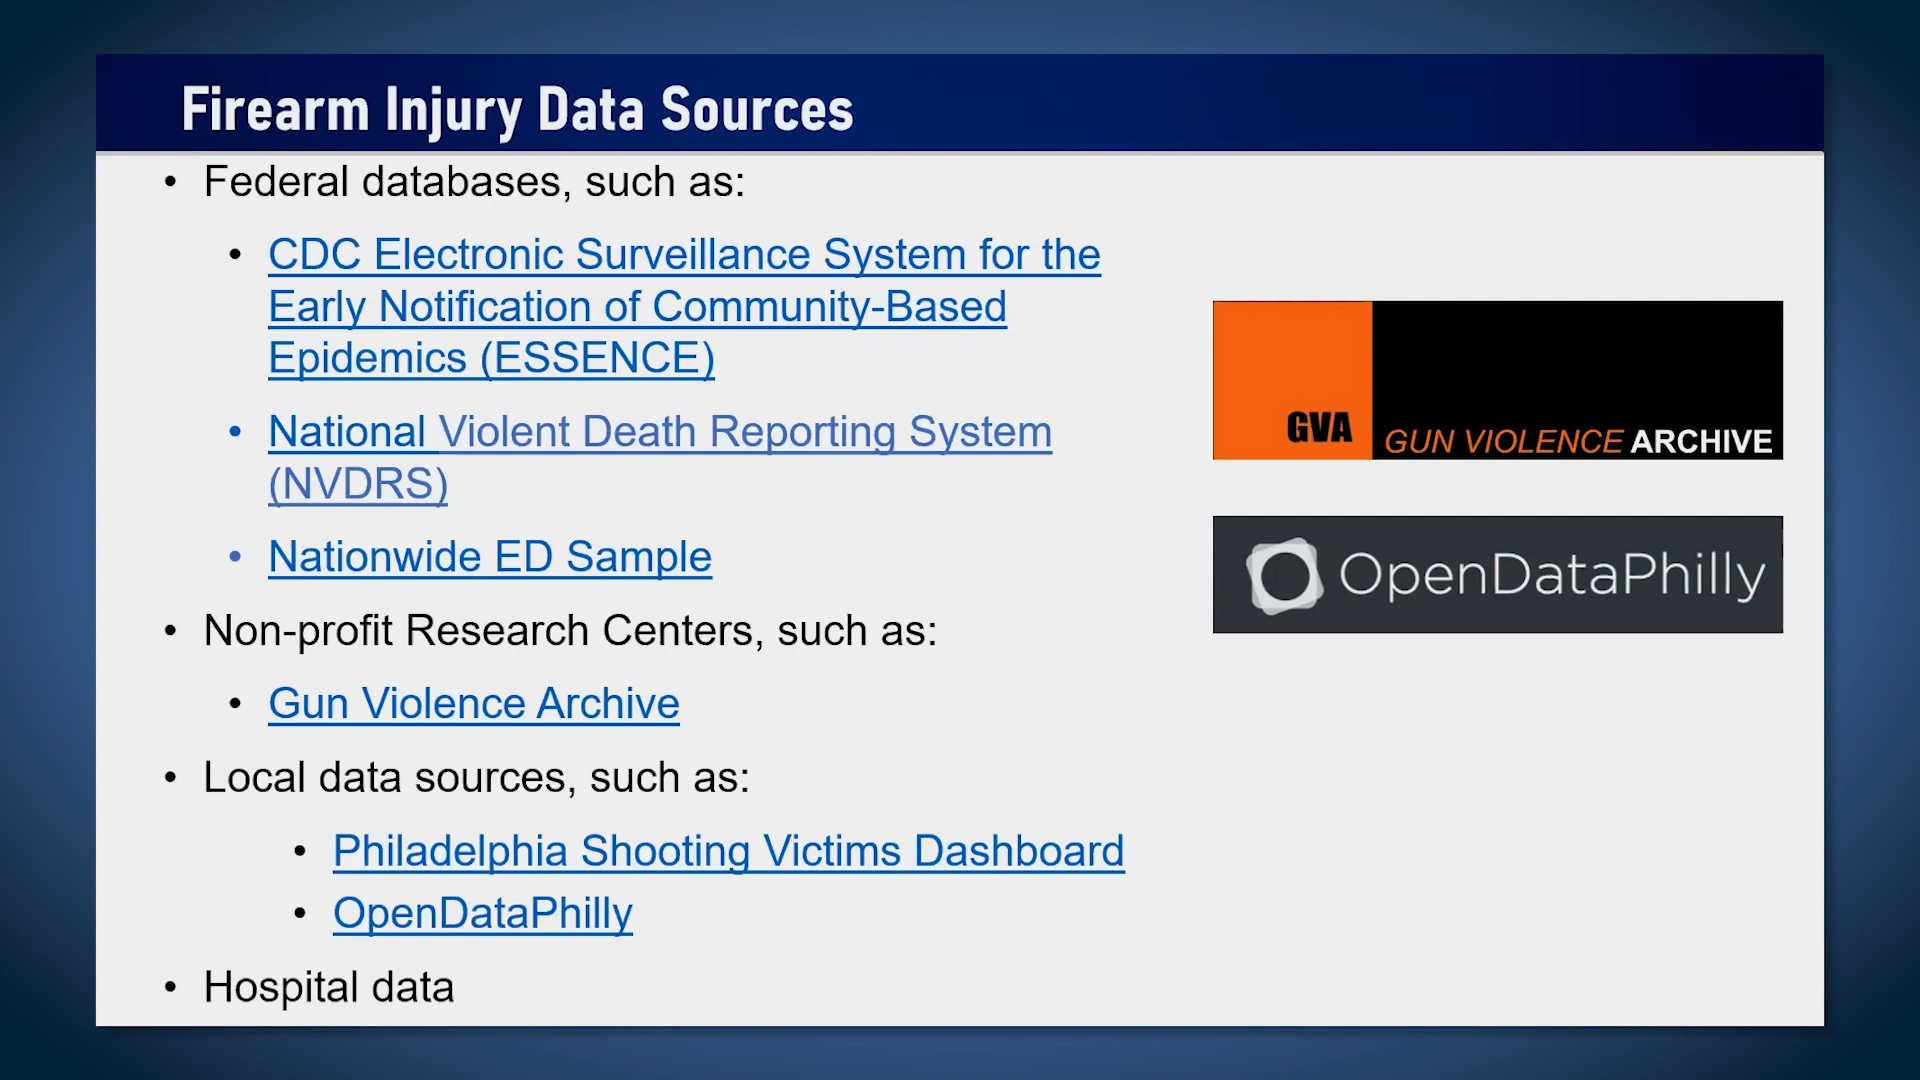 Firearm Injury Data Sources
• Federal databases, such as:
• CDC Electronic Surveillance System for the
Early Notification of Community-Based
Epidemics (ESSENCE)
• National Violent Death Reporting System
(NVDRS)
• Nationwide ED Sample
• Non-profit Research Centers, such as:
• Gun Violence Archive
• Local data sources, such as:
• Philadelphia Shooting Victims Dashboard
• OpenDataPhilly
• Hospital data
GVA GUN VIOLENCE ARCHIVE
OpenDataPhilly